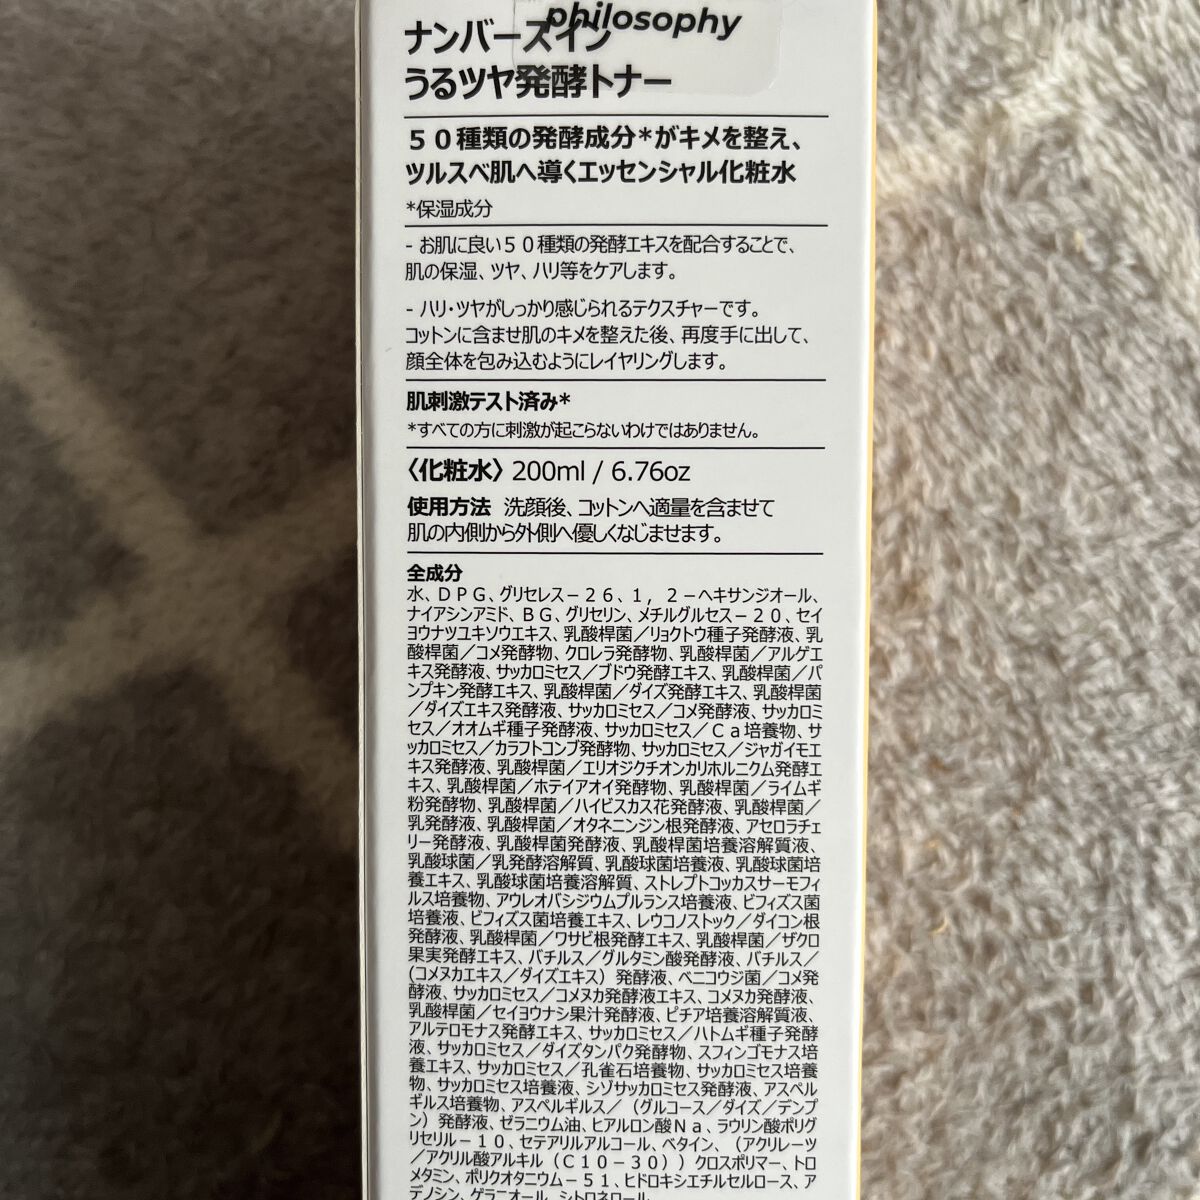 philosophy
ナンバーズイン
うるツヤ発酵トナー
５０種類の発酵成分*がキメを整え、
ツルスベ肌へ導くエッセンシャル化粧水
*保湿成分
- お肌に良い５０種類の発酵エキスを配合することで、
肌の保湿、ツヤ、ハリ等をケアします。
- ハリ・ツヤがしっかり感じられるテクスチャーです。
コットンに含ませ肌のキメを整えた後、再度手に出して、
顔全体を包み込むようにレイヤリングします。
肌刺激テスト済み*
*すべての方に刺激が起こらないわけではありません。
〈化粧水〉200ml / 6.76oz
使用方法 洗顔後、コットンへ適量を含ませて
肌の内側から外側へ優しくなじませます。
全成分
水、ＤＰＧ、グリセレス－２６、１，２－ヘキサンジオール、
ナイアシンアミド、ＢＧ、グリセリン、メチルグルセス－２０、セイ
ヨウナツユキソウエキス、乳酸桿菌／リョクトウ種子発酵液、乳
酸桿菌／コメ発酵物、クロレラ発酵物、乳酸桿菌／アルゲエ
キス発酵液、サッカロミセス／ブドウ発酵エキス、乳酸桿菌／パ
ンプキン発酵エキス、乳酸桿菌／ダイズ発酵エキス、乳酸桿菌
／ダイズエキス発酵液、サッカロミセス／コメ発酵液、サッカロミ
セス／オオムギ種子発酵液、サッカロミセス／Ｃａ培養物、サ
ッカロミセス／カラフトコンブ発酵物、サッカロミセス／ジャガイモエ
キス発酵液、乳酸桿菌／エリオジクチオンカリホルニクム発酵エ
キス、乳酸桿菌／ホテイアオイ発酵物、乳酸桿菌／ライムギ
粉発酵物、乳酸桿菌／ハイビスカス花発酵液、乳酸桿菌／
乳発酵液、乳酸桿菌／オタネニンジン根発酵液、アセロラチェ
リー発酵液、乳酸桿菌発酵液、乳酸桿菌培養溶解質液、
乳酸球菌／乳発酵溶解質、乳酸球菌培養液、乳酸球菌培
養エキス、乳酸球菌培養溶解質、ストレプトコッカスサーモフィ
ルス培養物、アウレオバシジウムプルランス培養液、ビフィズス菌
培養液、ビフィズス菌培養エキス、レウコノストック／ダイコン根
発酵液、乳酸桿菌／ワサビ根発酵エキス、乳酸桿菌／ザクロ
果実発酵エキス、バチルス／グルタミン酸発酵液、バチルス／
（コメヌカエキス／ダイズエキス）発酵液、ベニコウジ菌／コメ発
酵液、サッカロミセス／コメヌカ発酵液エキス、コメヌカ発酵液、
乳酸桿菌／セイヨウナシ果汁発酵液、ピチア培養溶解質液、
アルテロモナス発酵エキス、サッカロミセス／ハトムギ種子発酵
液、サッカロミセス／ダイズタンパク発酵物、スフィンゴモナス培
養エキス、サッカロミセス／孔雀石培養物、サッカロミセス培養
物、サッカロミセス培養液、シゾサッカロミセス発酵液、アスペル
ギルス培養物、アスペルギルス／（グルコース／ダイズ／デンプ
ン）発酵液、ゼラニウム油、ヒアルロン酸Ｎａ、ラウリン酸ポリグ
リセリル－１０、セテアリルアルコール、ベタイン、（アクリレーツ
／アクリル酸アルキル（Ｃ１０－３０））クロスポリマー、トロ
メタミン、ポリクオタニウム－５１、ヒドロキシエチルセルロース、ア
デノシン、ゲラニオール、シトロネロール、